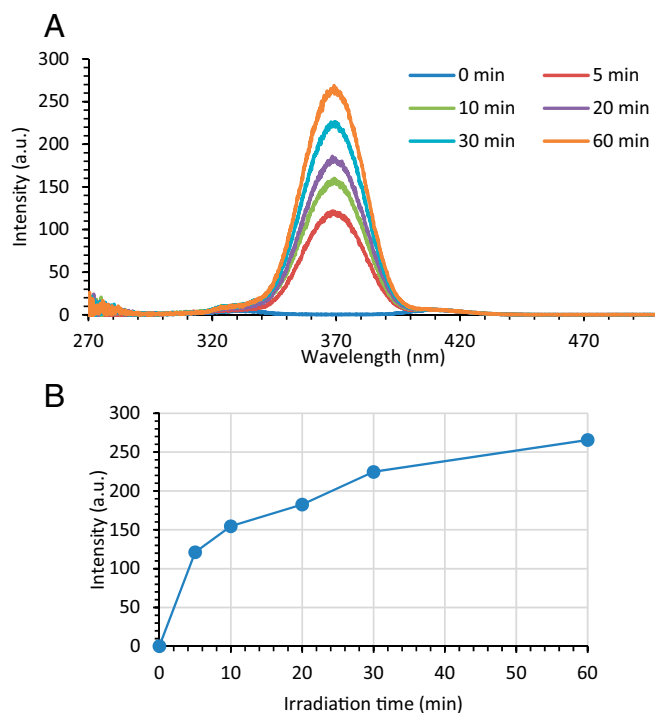 A
300
250
200
150
100
50
0
Intensity (a.u.)
0 min
5 min
10 min
20 min
30 min
60 min
270
320
370
420
470
Wavelength (nm)
B
300
250
200
150
100
50
0
Intensity (a.u.)
0
10
20
30
40
50
60
Irradiation time (min)